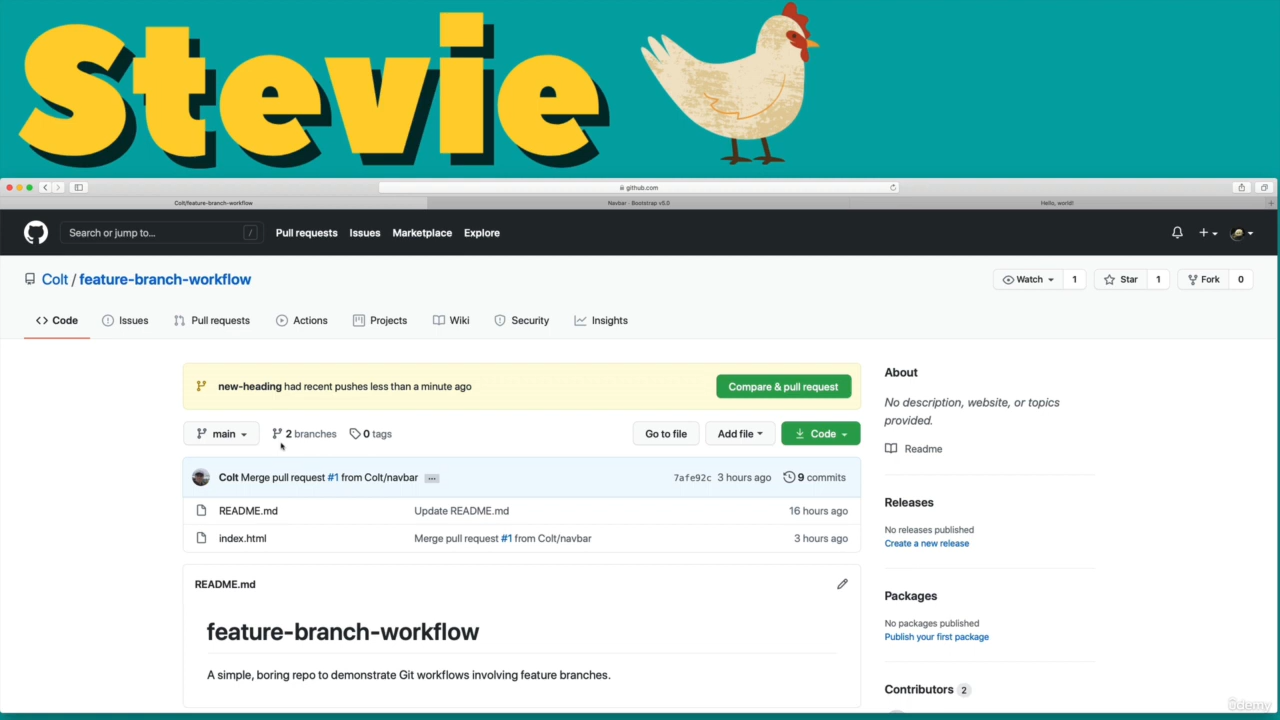 Stevie
github.com
Colt/feature-branch-workflow
Navbar · Bootstrap v5.0
Hello, world!
Search or jump to... /
Pull requests Issues Marketplace Explore
Colt / feature-branch-workflow
Watch 1 Star 1 Fork 0
Code Issues Pull requests Actions Projects Wiki Security Insights
new-heading had recent pushes less than a minute ago
Compare & pull request
main 2 branches 0 tags
Go to file Add file Code
Colt Merge pull request #1 from Colt/navbar ... 7afe92c 3 hours ago 9 commits
README.md Update README.md 16 hours ago
index.html Merge pull request #1 from Colt/navbar 3 hours ago
README.md
feature-branch-workflow
A simple, boring repo to demonstrate Git workflows involving feature branches.
About
No description, website, or topics
provided.
Readme
Releases
No releases published
Create a new release
Packages
No packages published
Publish your first package
Contributors 2
ûdemy